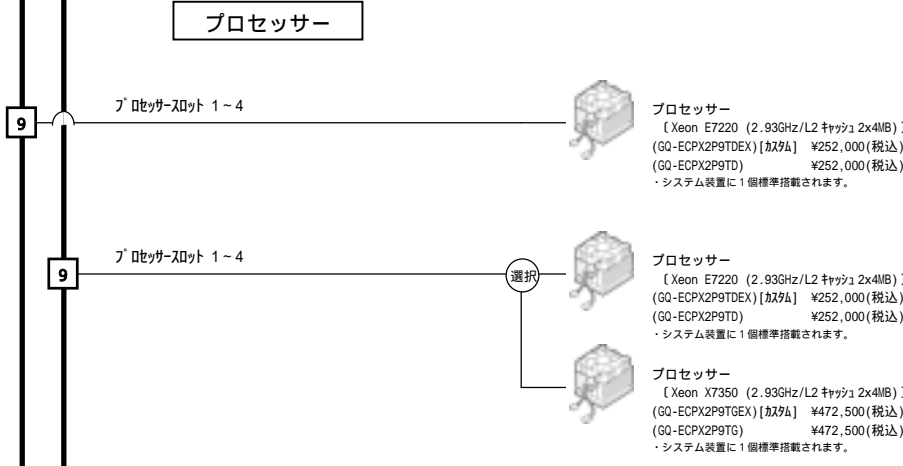 プロセッサー
9
プロセッサースロット 1~4
プロセッサー
〔Xeon E7220 (2.93GHz/L2 キャッシュ 2x4MB)〕
(GQ-ECPX2P9TDEX)[カスタム] ¥252,000(税込)
(GQ-ECPX2P9TD) ¥252,000(税込)
・システム装置に1個標準搭載されます。
9
プロセッサースロット 1~4
選択
プロセッサー
〔Xeon E7220 (2.93GHz/L2 キャッシュ 2x4MB)〕
(GQ-ECPX2P9TDEX)[カスタム] ¥252,000(税込)
(GQ-ECPX2P9TD) ¥252,000(税込)
・システム装置に1個標準搭載されます。
プロセッサー
〔Xeon X7350 (2.93GHz/L2 キャッシュ 2x4MB)〕
(GQ-ECPX2P9TGEX)[カスタム] ¥472,500(税込)
(GQ-ECPX2P9TG) ¥472,500(税込)
・システム装置に1個標準搭載されます。